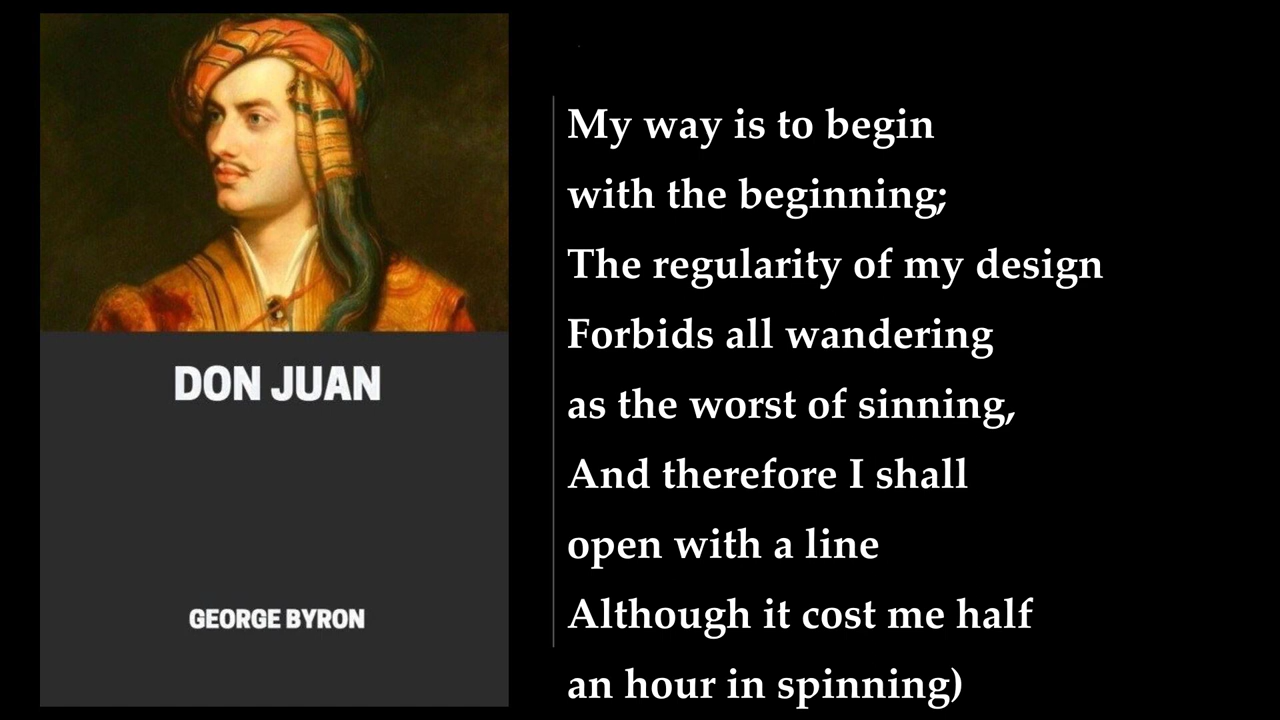 DON JUAN
GEORGE BYRON
My way is to begin
with the beginning;
The regularity of my design
Forbids all wandering
as the worst of sinning,
And therefore I shall
open with a line
Although it cost me half
an hour in spinning)